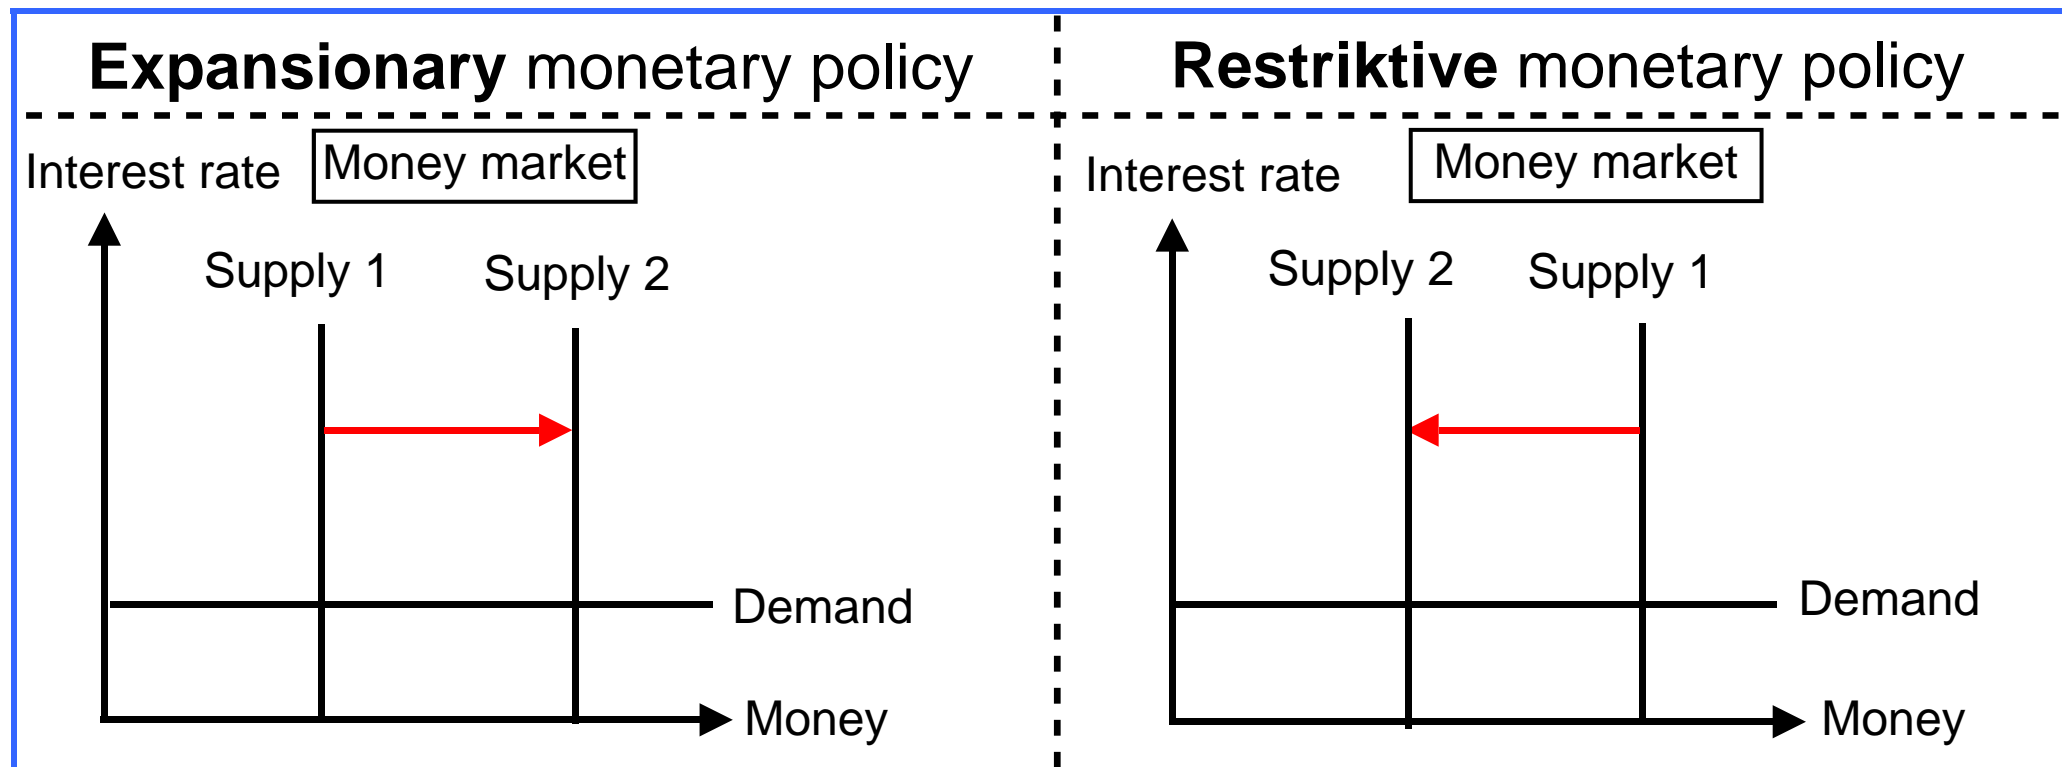 Expansionary monetary policy
Interest rate
Money market
Supply 1
Supply 2
Demand
Money
Restriktive monetary policy
Interest rate
Money market
Supply 2
Supply 1
Demand
Money